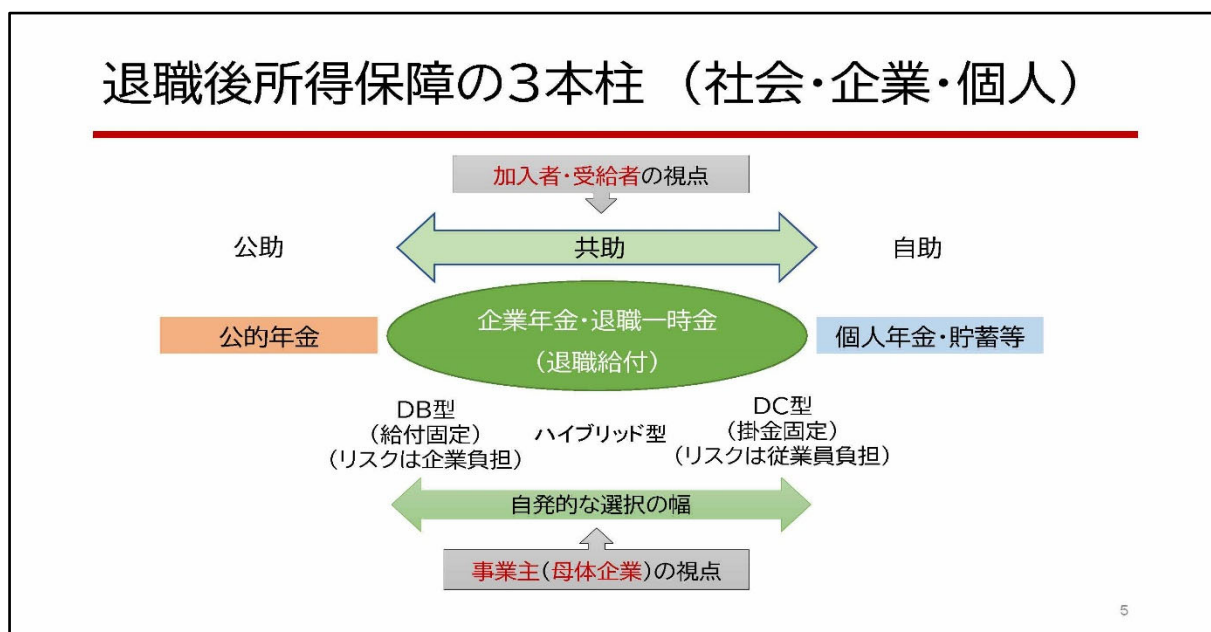 退職後所得保障の3本柱 (社会・企業・個人)
加入者・受給者の視点
公助
共助
自助
公的年金
企業年金・退職一時金
(退職給付)
個人年金・貯蓄等
DB型
(給付固定)
(リスクは企業負担)
ハイブリッド型
DC型
(掛金固定)
(リスクは従業員負担)
自発的な選択の幅
事業主(母体企業)の視点
5